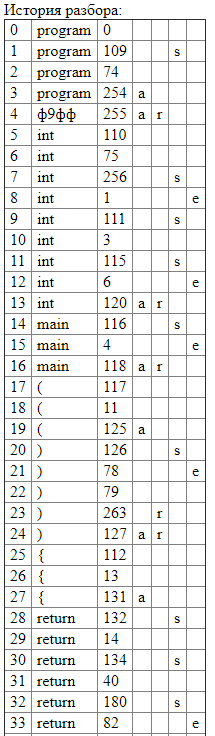 История разбора:
0 program 0
1 program 109 s
2 program 74
3 program 254 a
4 ф9фф 255 a r
5 int 110
6 int 75
7 int 256 s
8 int 1 e
9 int 111 s
10 int 3
11 int 115 s
12 int 6 e
13 int 120 a r
14 main 116 s
15 main 4 e
16 main 118 a r
17 ( 117
18 ( 11
19 ( 125 a
20 ) 126 s
21 ) 78 e
22 ) 79
23 ) 263 r
24 ) 127 a r
25 { 112
26 { 13
27 { 131 a
28 return 132 s
29 return 14
30 return 134 s
31 return 40
32 return 180 s
33 return 82 e